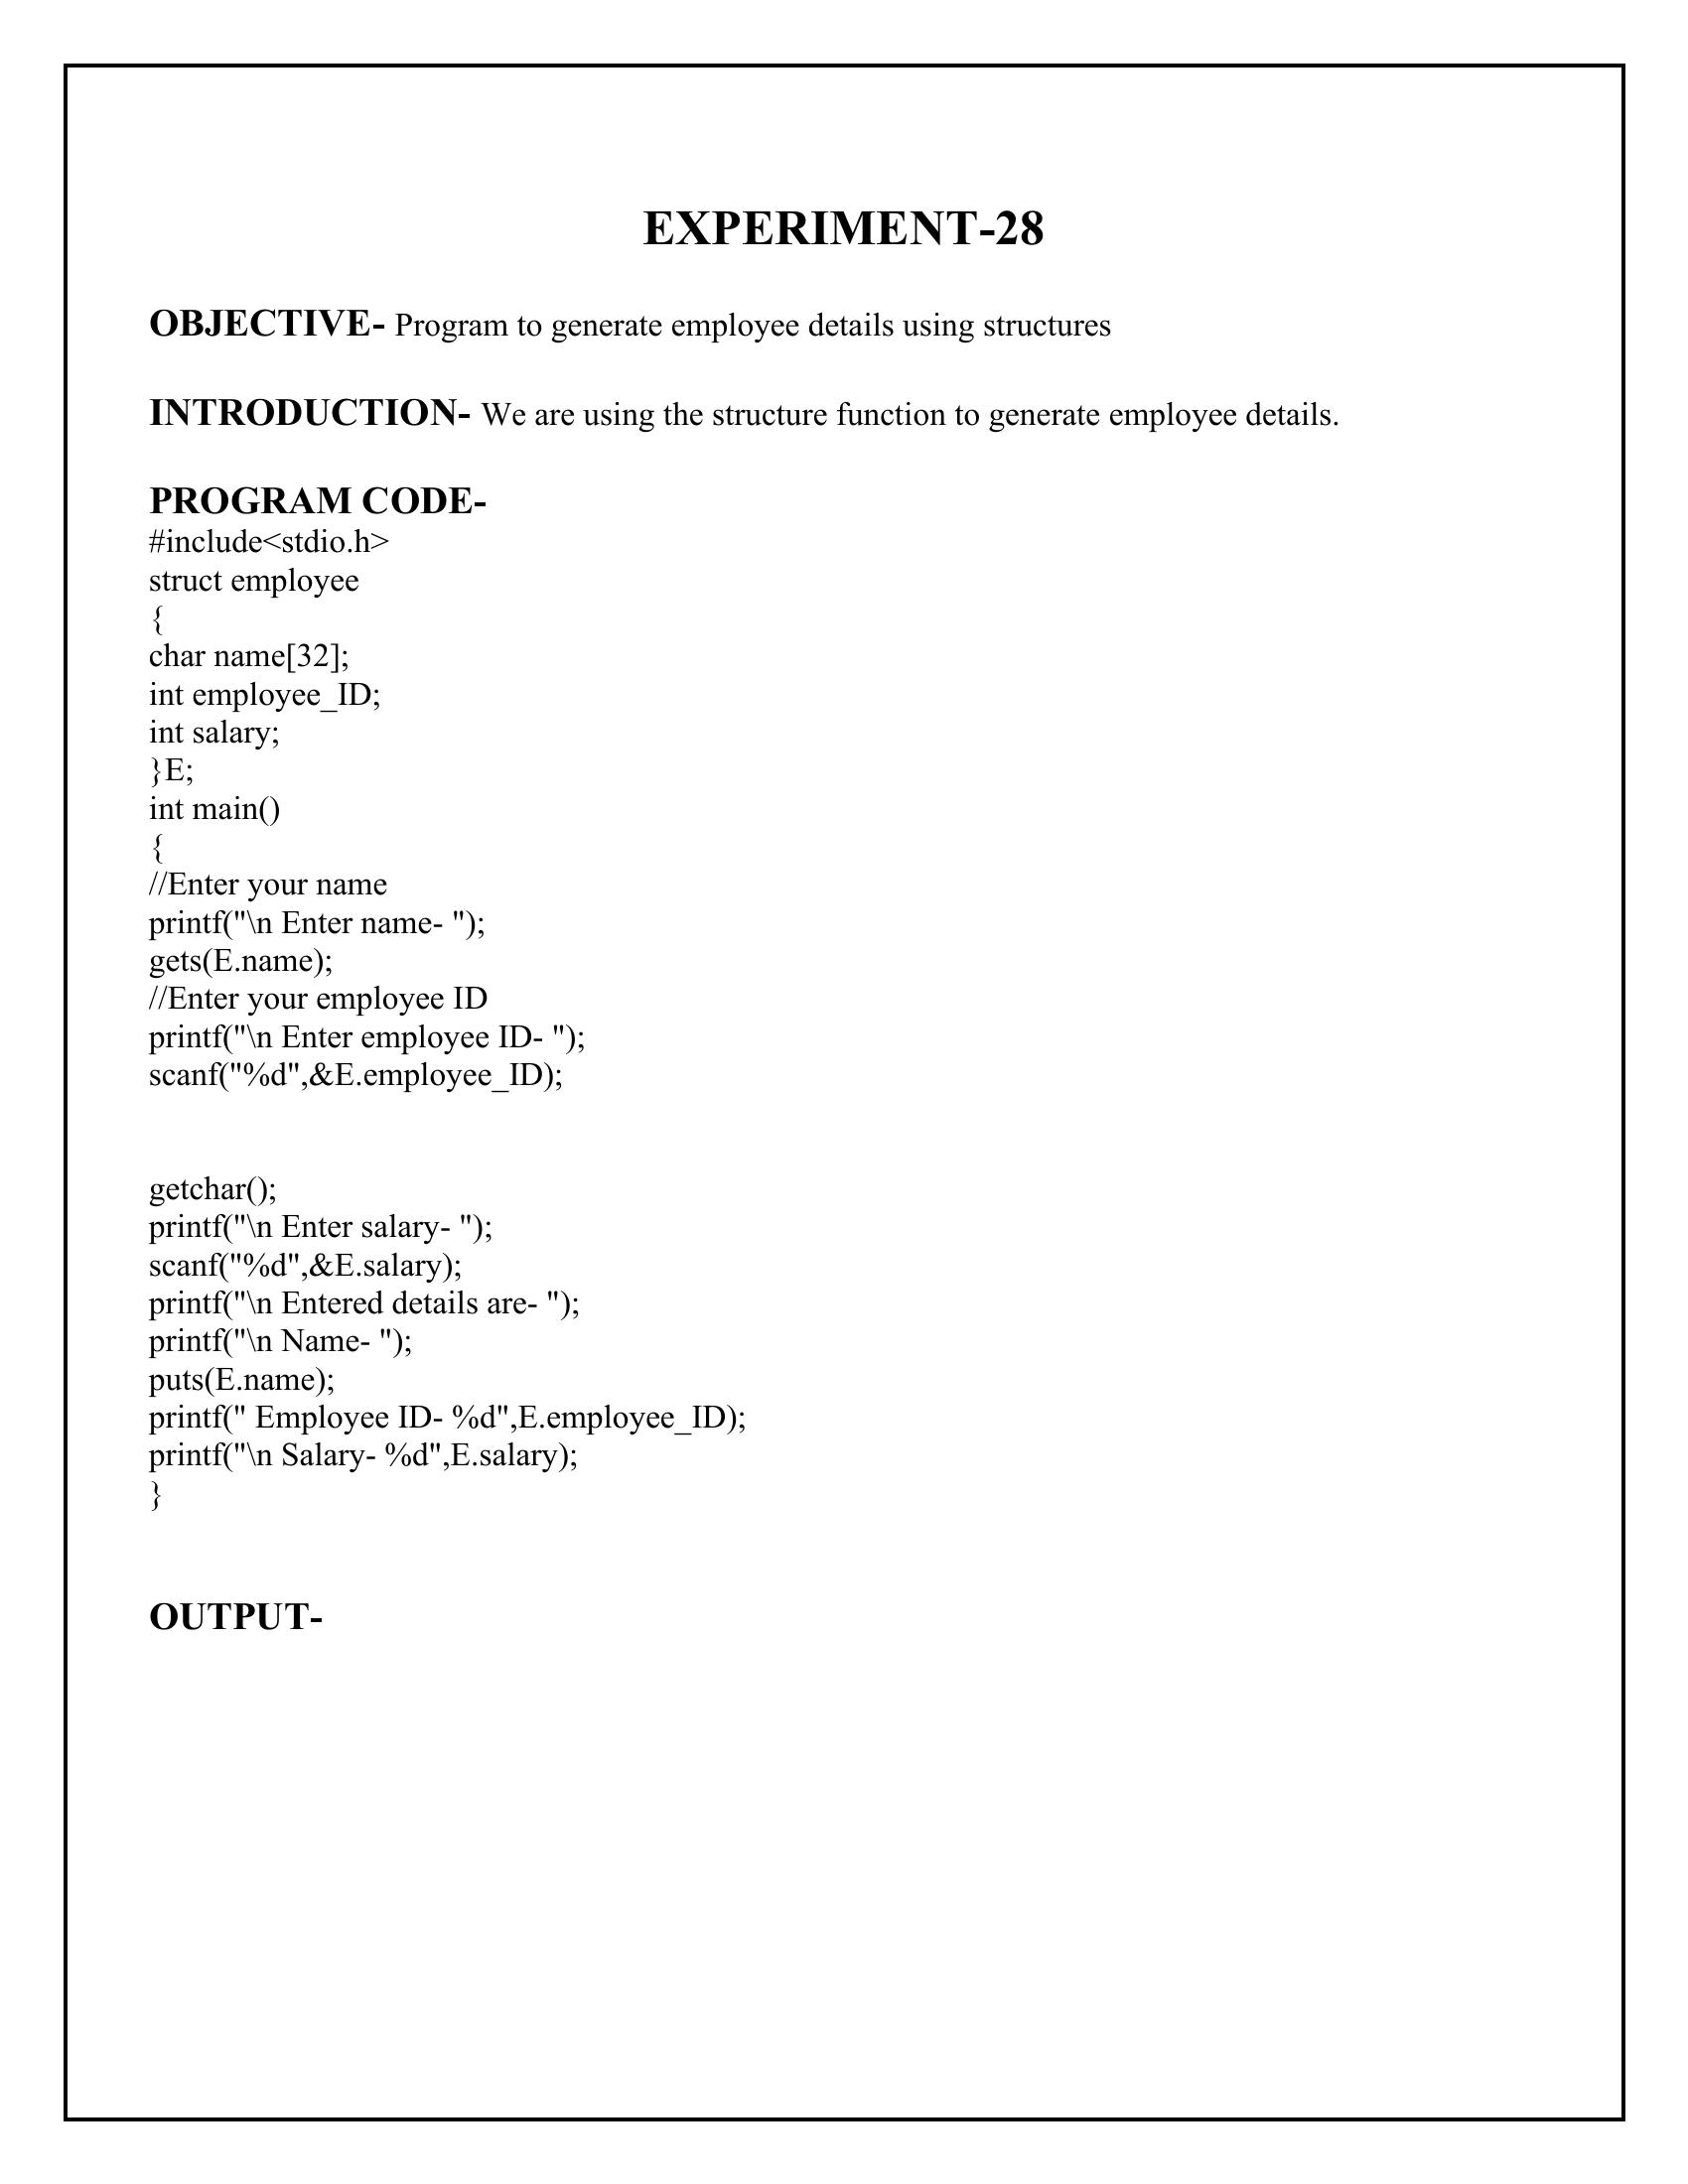 EXPERIMENT-28
OBJECTIVE- Program to generate employee details using structures
INTRODUCTION- We are using the structure function to generate employee details.
PROGRAM CODE-
#include<stdio.h>
struct employee
{
char name[32];
int employee_ID;
int salary;
}E;
int main()
{
//Enter your name
printf("\n Enter name- ");
gets(E.name);
//Enter your employee ID
printf("\n Enter employee ID- ");
scanf("%d",&E.employee_ID);
getchar();
printf("\n Enter salary- ");
scanf("%d",&E.salary);
printf("\n Entered details are- ");
printf("\n Name- ");
puts(E.name);
printf(" Employee ID- %d",E.employee_ID);
printf("\n Salary- %d",E.salary);
}
OUTPUT-